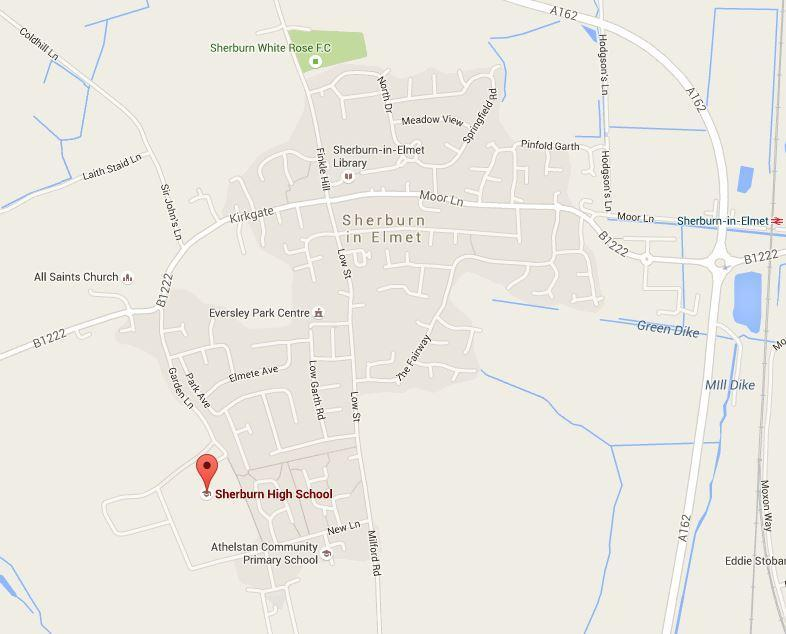 A162
Coldhill Ln
Sherburn White Rose F.C
Hodgson's Ln
North Dr
Springfield Rd
A162
Meadow View
Finkle Hill
Sherburn-in-Elmet
Library
Pinfold Garth
Laith Staid Ln
Hodgson's Ln
Sir John's Ln
Kirkgate
Moor Ln
Sherburn
in Elmet
Moor Ln
Sherburn-in-Elmet
B1222
B1222
Low St
All Saints Church
B1222
Eversley Park Centre
B1222
Green Dike
Mo
The Fairway
Garden Ln
Park Ave
Elmete Ave
Low Garth Rd
Low St
MIll Dike
Sherburn High School
Moxon Way
A162
New Ln
Milford Rd
Athelstan Community
Primary School
Eddie Stobar